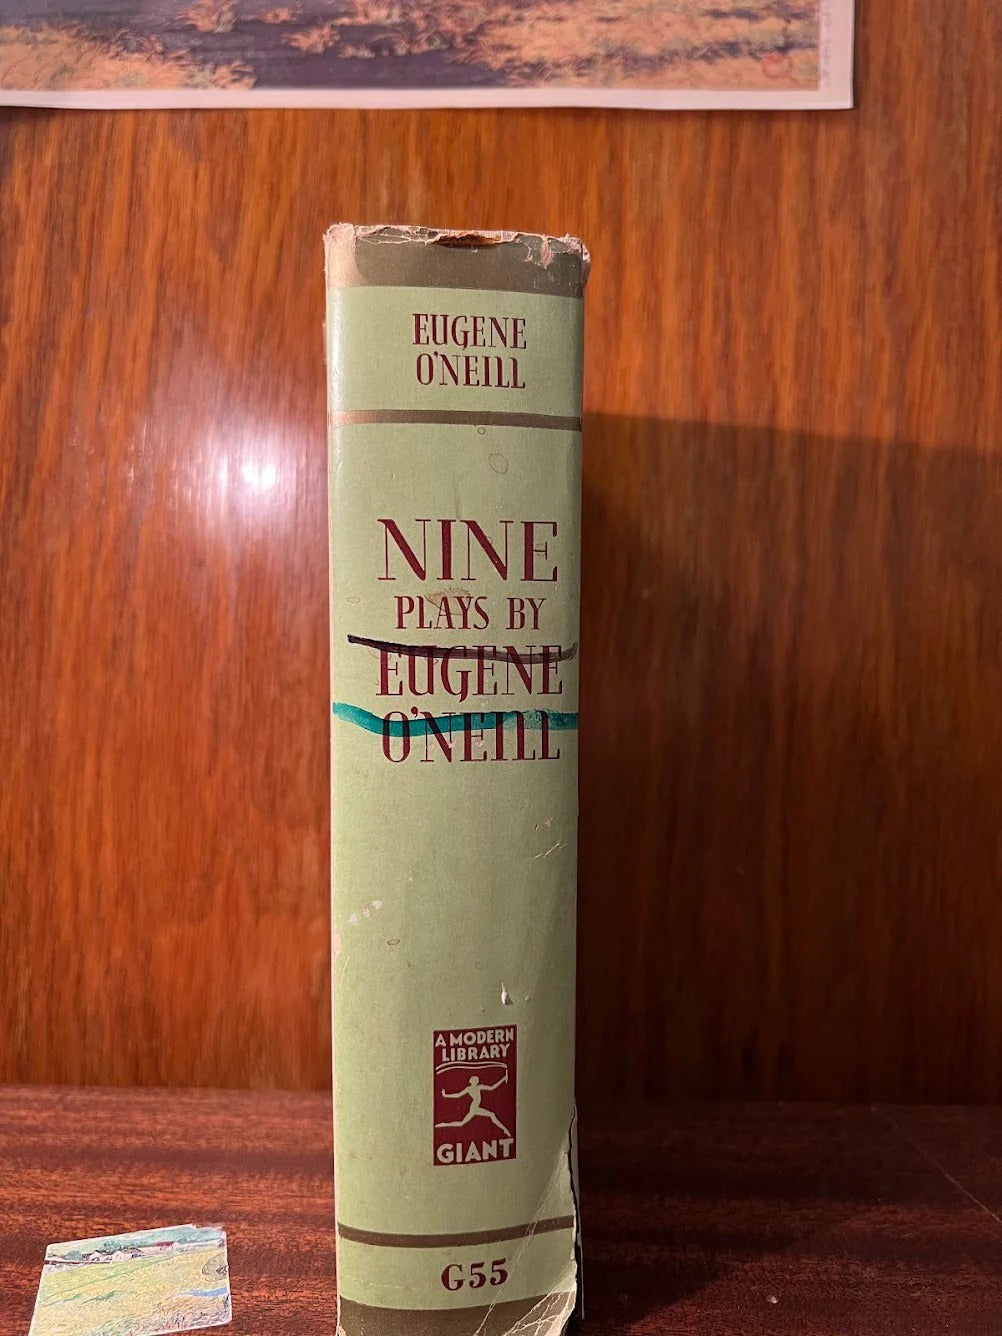 EUGENE
O'NEILL
NINE
PLAYS BY
EUGENE
O'NEILL
A MODERN
LIBRARY
GIANT
G55